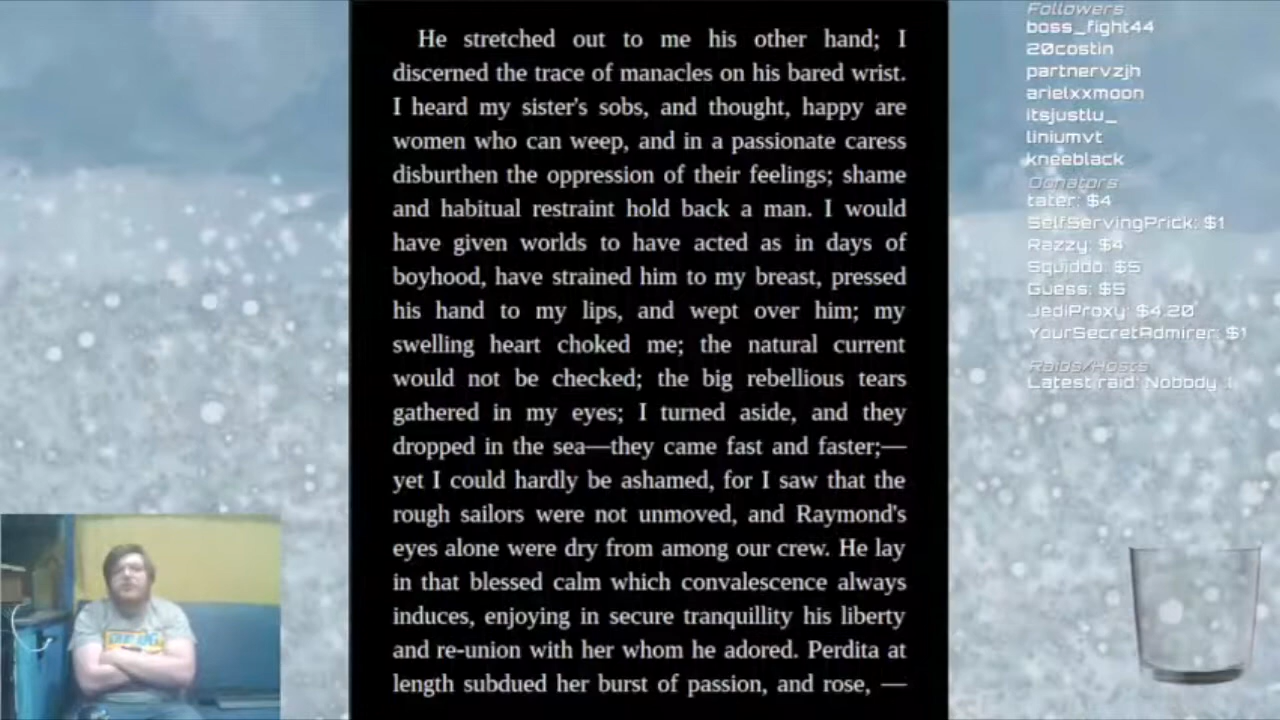 He stretched out to me his other hand; I
discerned the trace of manacles on his bared wrist.
I heard my sister's sobs, and thought, happy are
women who can weep, and in a passionate caress
disburthen the oppression of their feelings; shame
and habitual restraint hold back a man. I would
have given worlds to have acted as in days of
boyhood, have strained him to my breast, pressed
his hand to my lips, and wept over him; my
swelling heart choked me; the natural current
would not be checked; the big rebellious tears
gathered in my eyes; I turned aside, and they
dropped in the sea—they came fast and faster;—
yet I could hardly be ashamed, for I saw that the
rough sailors were not unmoved, and Raymond's
eyes alone were dry from among our crew. He lay
in that blessed calm which convalescence always
induces, enjoying in secure tranquillity his liberty
and re-union with her whom he adored. Perdita at
length subdued her burst of passion, and rose, —
Followers
boss_fight44
20costin
partnervzjh
arielxxmoon
itsjustlu_
liniumvt
kneeblack
Donators
tater: $4
SelfServingPrick: $1
Razzy: $4
Squiddo: $5
Guess: $5
JediProxy: $4.20
YourSecretAdmirer: $1
Raids/Hosts
Latest raid: Nobody :(